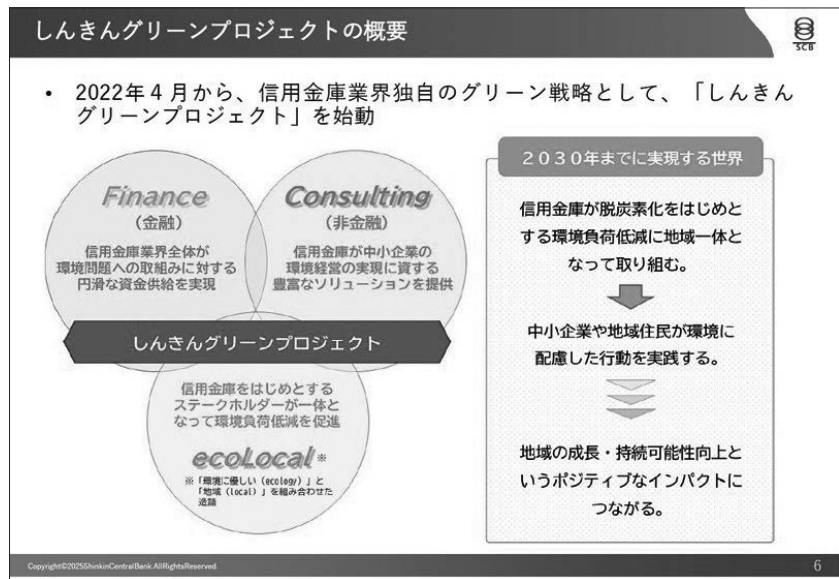 しんきんグリーンプロジェクトの概要
SCB
• 2022年4月から、信用金庫業界独自のグリーン戦略として、「しんきん
グリーンプロジェクト」を始動
Finance
(金融)
信用金庫業界全体が
環境問題への取組みに対する
円滑な資金供給を実現
Consulting
(非金融)
信用金庫が中小企業の
環境経営の実現に資する
豊富なソリューションを提供
しんきんグリーンプロジェクト
信用金庫をはじめとする
ステークホルダーが一体と
なって環境負荷低減を促進
ecoLocal※
※「環境に優しい(ecology)」と
「地域(local)」を組み合わせた
造語
2030年までに実現する世界
信用金庫が脱炭素化をはじめと
する環境負荷低減に地域一体と
なって取り組む。
中小企業や地域住民が環境に
配慮した行動を実践する。
地域の成長・持続可能性向上と
いうポジティブなインパクトに
つながる。
Copyright©2025ShinkinCentralBank.AllRightsReserved.
6